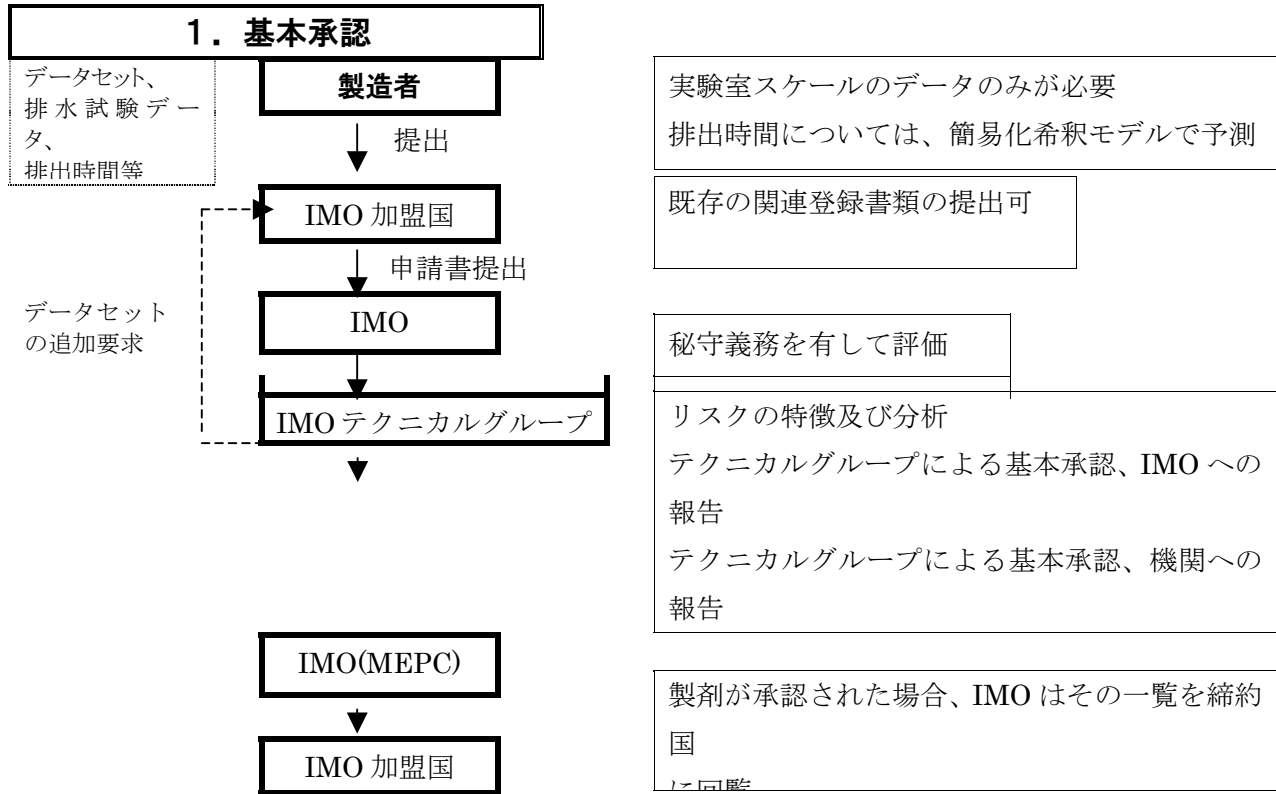 1．基本承認
データセット、
排水試験デー
タ、
排出時間等
製造者
提出
実験室スケールのデータのみが必要
排出時間については、簡易化希釈モデルで予測
IMO 加盟国
既存の関連登録書類の提出可
申請書提出
データセット
の追加要求
IMO
秘守義務を有して評価
IMO テクニカルグループ
リスクの特徴及び分析
テクニカルグループによる基本承認、IMO への
報告
テクニカルグループによる基本承認、機関への
報告
IMO(MEPC)
製剤が承認された場合、IMO はその一覧を締約
国
に回覧
IMO 加盟国